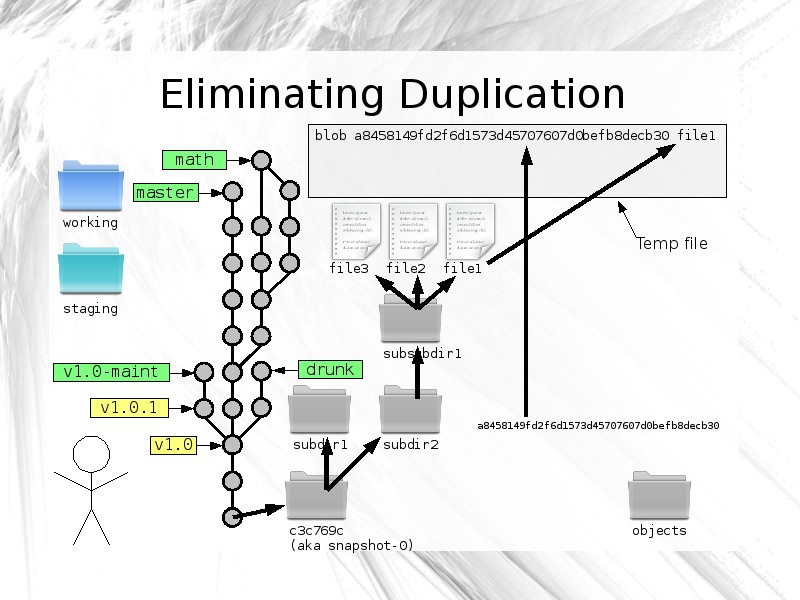 Eliminating Duplication
blob a8458149fd2f6d1573d45707607d0befb8decb30 file1
math
master
working
staging
file3
file2
file1
Temp file
subsubdir1
v1.0-maint
drunk
v1.0.1
v1.0
subdir1
subdir2
a8458149fd2f6d1573d45707607d0befb8decb30
c3c769c
(aka snapshot-0)
objects